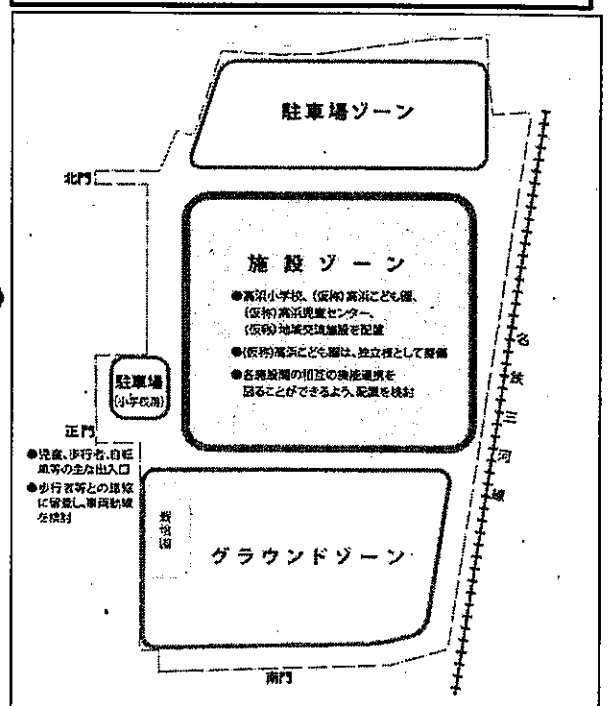 駐車場ゾーン
北門
施設ゾーン
●高浜小学校、(仮称)高浜こども園、
(仮称)高浜児童センター、
(仮称)地域交流施設を配置
●(仮称)高浜こども園は、独立棟として整備
●各施設間の相互の機能連携を
図ることができるよう、配置を検討
名鉄三河線
駐車場
(小学校用)
正門
●児童、歩行者、自転
車等の主な出入口
●歩行者等との動線
に留意し、車両動線
を検討
栽培園
グラウンドゾーン
南門